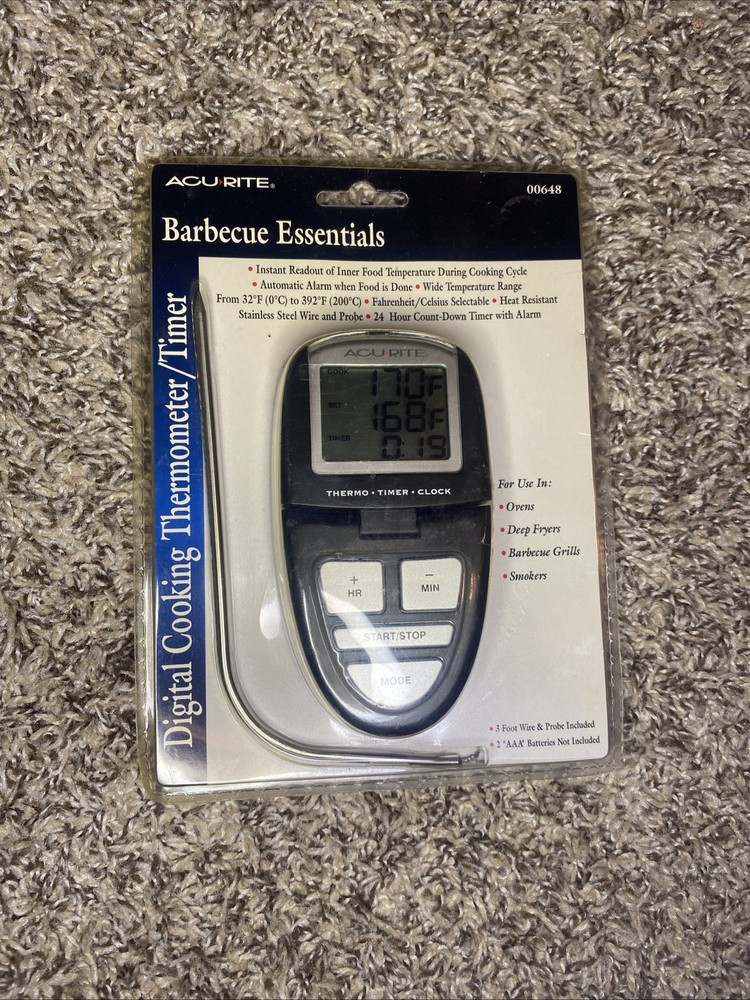 ACU›RITE®
00648
Barbecue Essentials
• Instant Readout of Inner Food Temperature During Cooking Cycle
• Automatic Alarm when Food is Done • Wide Temperature Range
From 32°F (0°C) to 392°F (200°C) • Fahrenheit/Celsius Selectable • Heat Resistant
Stainless Steel Wire and Probe • 24 Hour Count-Down Timer with Alarm
Digital Cooking Thermometer/Timer
ACU›RITE
COOK 170F
SET 168F
TIMER 0:19
THERMO • TIMER • CLOCK
For Use In:
• Ovens
• Deep Fryers
• Barbecue Grills
• Smokers
+ −
HR MIN
START/STOP
MODE
• 3 Foot Wire & Probe Included
• 2 "AAA" Batteries Not Included